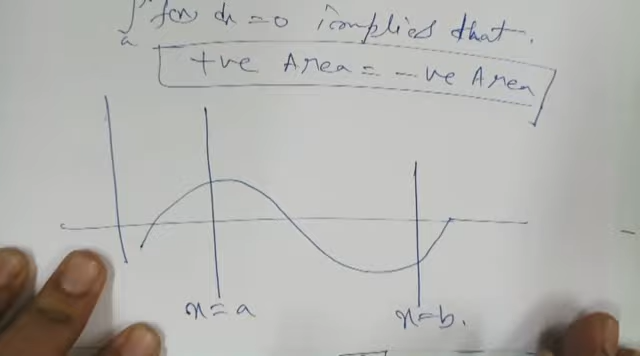 ∫a f(x) dx = 0 implies that.
+ve Area = -ve Area
x = a
x = b.